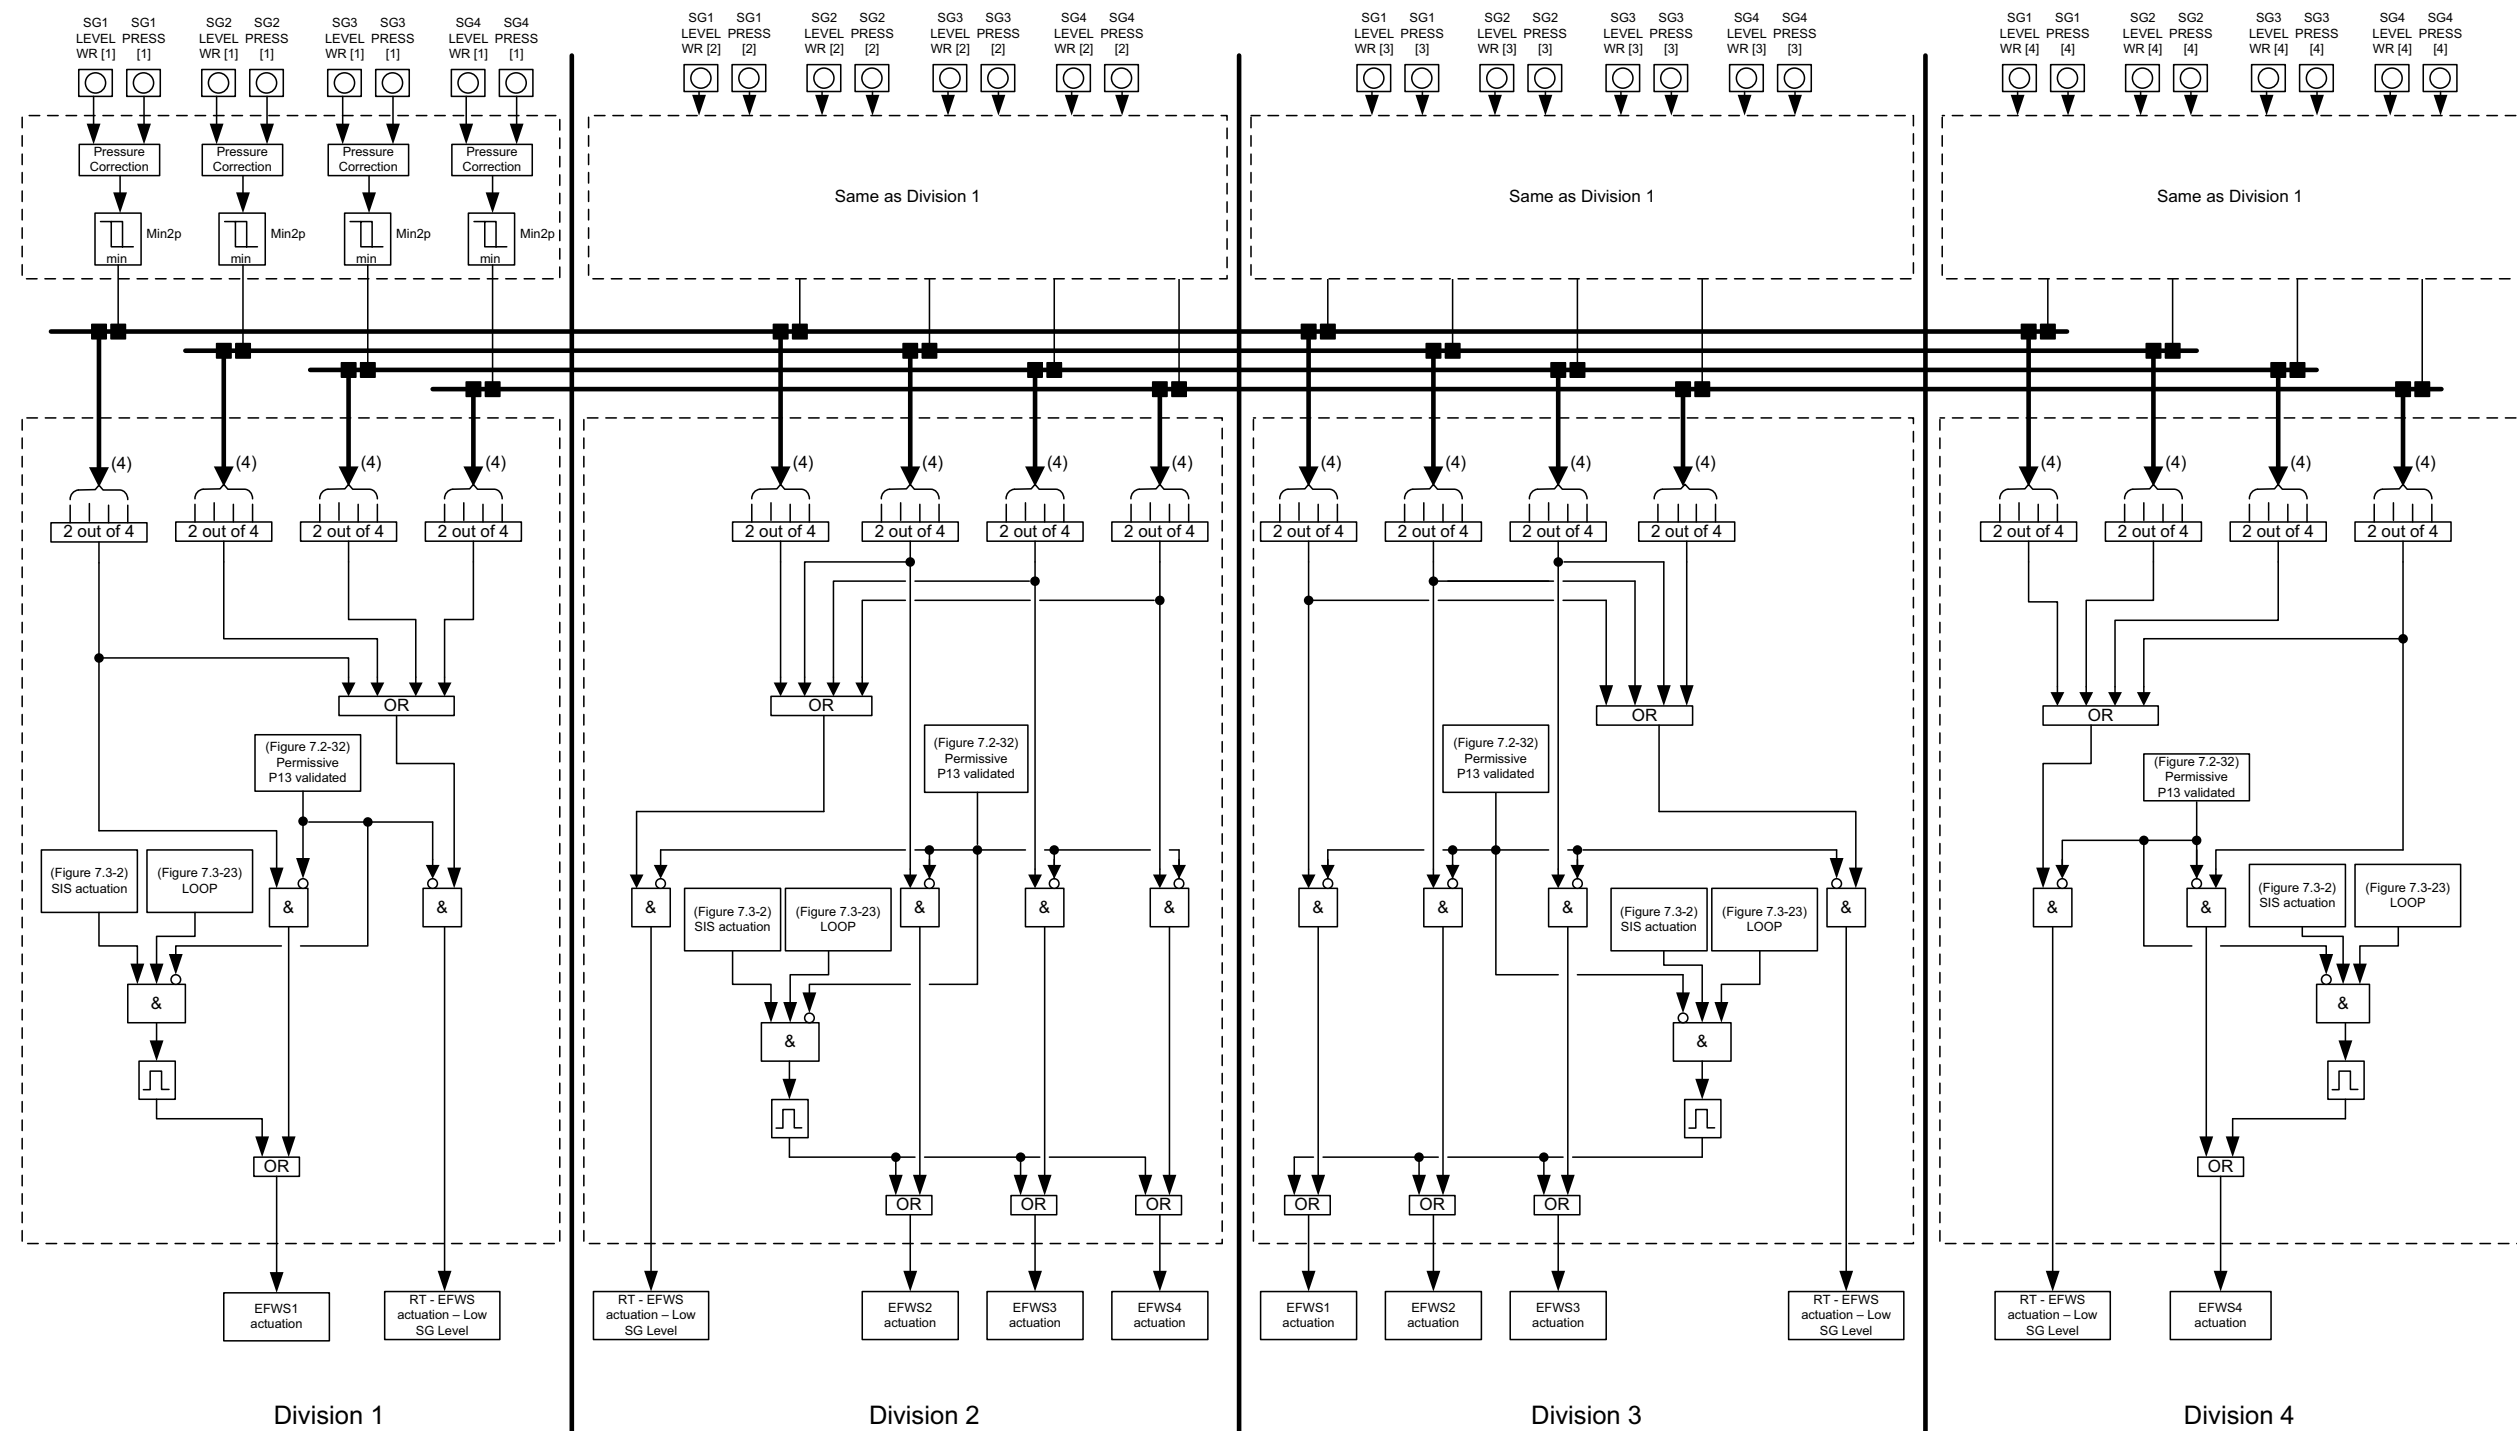 SG1 SG1 SG2 SG2 SG3 SG3 SG4 SG4
LEVEL PRESS LEVEL PRESS LEVEL PRESS LEVEL PRESS
WR [1] [1] WR [1] [1] WR [1] [1] WR [1] [1]
SG1 SG1 SG2 SG2 SG3 SG3 SG4 SG4
LEVEL PRESS LEVEL PRESS LEVEL PRESS LEVEL PRESS
WR [2] [2] WR [2] [2] WR [2] [2] WR [2] [2]
SG1 SG1 SG2 SG2 SG3 SG3 SG4 SG4
LEVEL PRESS LEVEL PRESS LEVEL PRESS LEVEL PRESS
WR [3] [3] WR [3] [3] WR [3] [3] WR [3] [3]
SG1 SG1 SG2 SG2 SG3 SG3 SG4 SG4
LEVEL PRESS LEVEL PRESS LEVEL PRESS LEVEL PRESS
WR [4] [4] WR [4] [4] WR [4] [4] WR [4] [4]
Pressure Pressure Pressure Pressure
Correction Correction Correction Correction
Min2p Min2p Min2p Min2p
min min min min
Same as Division 1
Same as Division 1
Same as Division 1
(4) (4) (4) (4)
2 out of 4 2 out of 4 2 out of 4 2 out of 4
OR
(Figure 7.2-32)
Permissive
P13 validated
(Figure 7.3-2)
SIS actuation
(Figure 7.3-23)
LOOP
& &
&
OR
EFWS1
actuation
RT - EFWS
actuation – Low
SG Level
Division 1
(4) (4) (4) (4)
2 out of 4 2 out of 4 2 out of 4 2 out of 4
OR
(Figure 7.2-32)
Permissive
P13 validated
& & & &
(Figure 7.3-2)
SIS actuation
(Figure 7.3-23)
LOOP
&
OR OR OR
RT - EFWS
actuation – Low
SG Level
EFWS2
actuation
EFWS3
actuation
EFWS4
actuation
Division 2
(4) (4) (4) (4)
2 out of 4 2 out of 4 2 out of 4 2 out of 4
OR
(Figure 7.2-32)
Permissive
P13 validated
& & & &
(Figure 7.3-2)
SIS actuation
(Figure 7.3-23)
LOOP
&
OR OR OR
EFWS1
actuation
EFWS2
actuation
EFWS3
actuation
RT - EFWS
actuation – Low
SG Level
Division 3
(4) (4) (4) (4)
2 out of 4 2 out of 4 2 out of 4 2 out of 4
OR
(Figure 7.2-32)
Permissive
P13 validated
& &
(Figure 7.3-2)
SIS actuation
(Figure 7.3-23)
LOOP
&
OR
RT - EFWS
actuation – Low
SG Level
EFWS4
actuation
Division 4